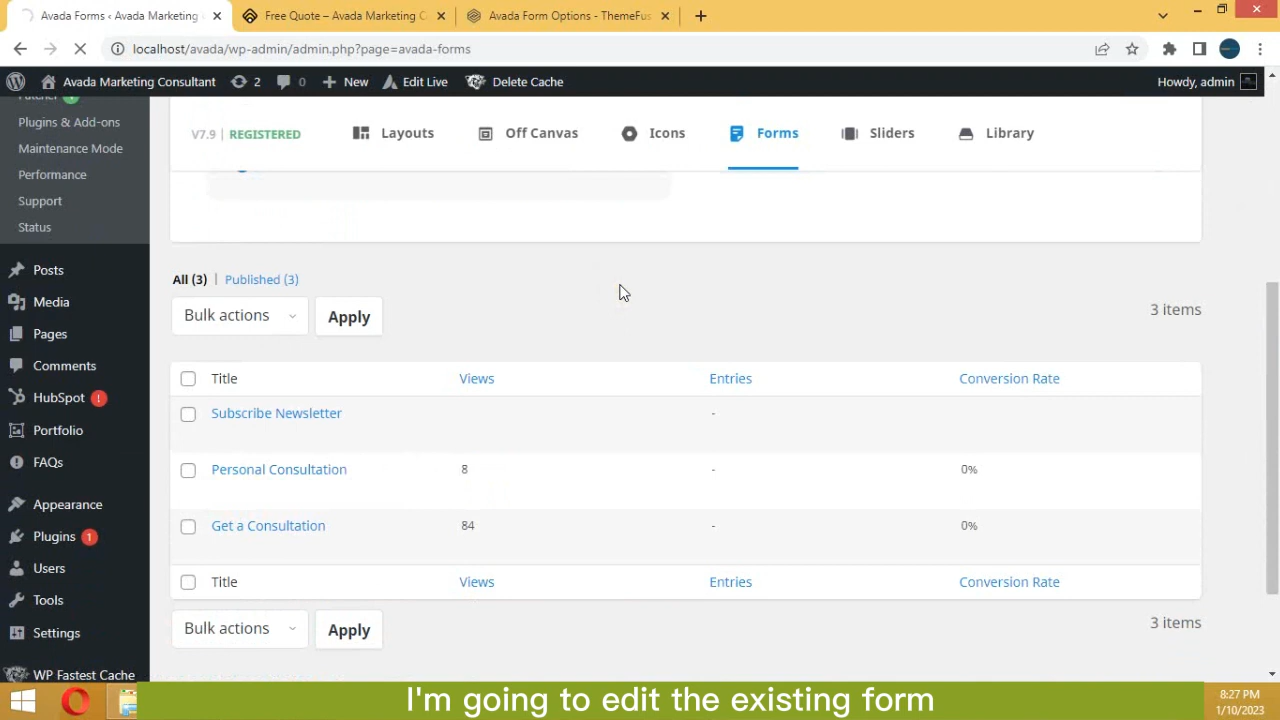 Avada Forms ‹ Avada Marketing
Free Quote – Avada Marketing C
Avada Form Options - ThemeFus
localhost/avada/wp-admin/admin.php?page=avada-forms
Avada Marketing Consultant
2
0
New
Edit Live
Delete Cache
Howdy, admin
Patcher
Plugins & Add-ons
Maintenance Mode
Performance
Support
Status
Posts
Media
Pages
Comments
HubSpot !
Portfolio
FAQs
Appearance
Plugins 1
Users
Tools
Settings
WP Fastest Cache
V7.9 | REGISTERED
Layouts
Off Canvas
Icons
Forms
Sliders
Library
All (3) | Published (3)
Bulk actions
Apply
3 items
Title Views Entries Conversion Rate
Subscribe Newsletter -
Personal Consultation 8 - 0%
Get a Consultation 84 - 0%
Title Views Entries Conversion Rate
Bulk actions
Apply
3 items
I'm going to edit the existing form
8:27 PM
1/10/2023